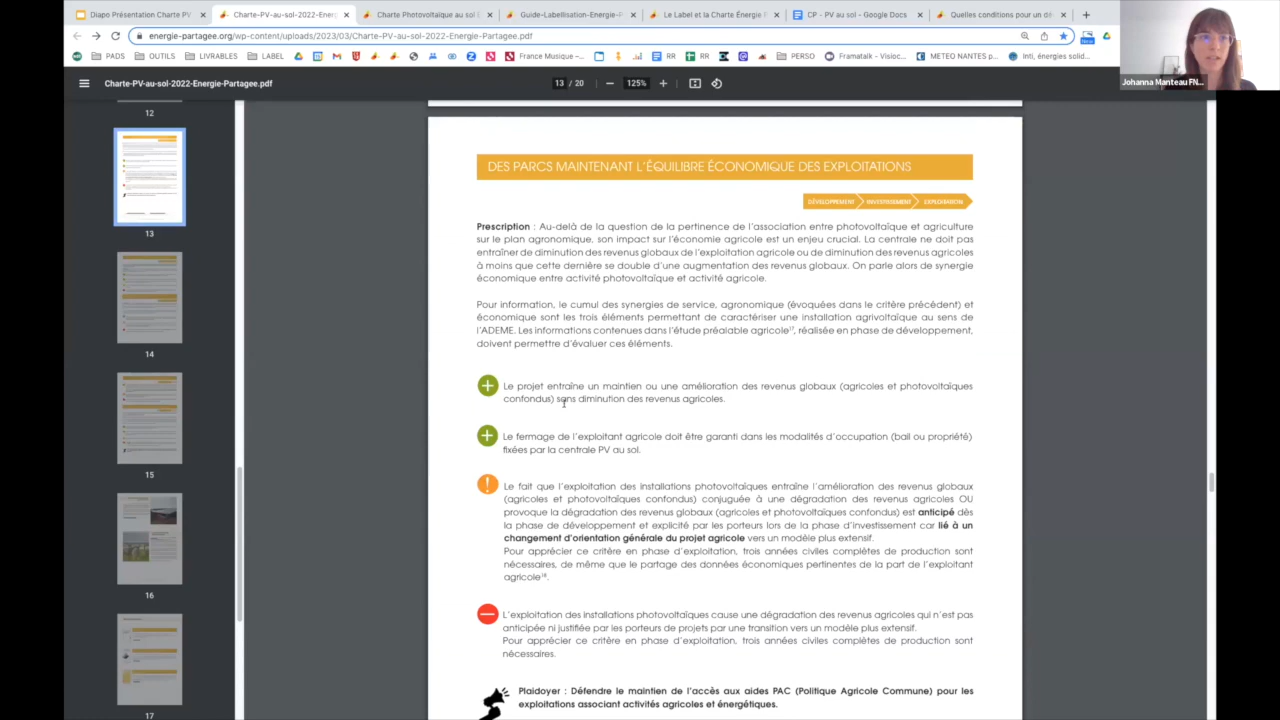 Diapo Présentation Charte PV
Charte-PV-au-sol-2022-Energ
Charte Photovoltaïque au sol
Guide-Labellisation-Energie-P
Le Label et la Charte Énergie P
CP - PV au sol - Google Docs
Quelles conditions pour un dé
energie-partagee.org/wp-content/uploads/2023/03/Charte-PV-au-sol-2022-Energie-Partagee.pdf
PADS
OUTILS
LIVRABLES
LABEL
RR
RR
France Musique –...
PERSO
Framatalk - Visioc...
METEO NANTES p...
Inti, énergies solid...
Johanna Manteau FN...
Charte-PV-au-sol-2022-Energie-Partagee.pdf
13 / 20
125%
12
13
14
15
16
17
DES PARCS MAINTENANT L'ÉQUILIBRE ÉCONOMIQUE DES EXPLOITATIONS
DÉVELOPPEMENT
INVESTISSEMENT
EXPLOITATION
Prescription : Au-delà de la question de la pertinence de l'association entre photovoltaïque et agriculture
sur le plan agronomique, son impact sur l'économie agricole est un enjeu crucial. La centrale ne doit pas
entraîner de diminution des revenus globaux de l'exploitation agricole ou de diminution des revenus agricoles
à moins que cette dernière se double d'une augmentation des revenus globaux. On parle alors de synergie
économique entre activité photovoltaïque et activité agricole.
Pour information, le cumul des synergies de service, agronomique (évoquées dans le critère précédent) et
économique sont les trois éléments permettant de caractériser une installation agrivoltaïque au sens de
l'ADEME. Les informations contenues dans l'étude préalable agricole¹⁷, réalisée en phase de développement,
doivent permettre d'évaluer ces éléments.
Le projet entraîne un maintien ou une amélioration des revenus globaux (agricoles et photovoltaïques
confondus) sans diminution des revenus agricoles.
Le fermage de l'exploitant agricole doit être garanti dans les modalités d'occupation (bail ou propriété)
fixées par la centrale PV au sol.
Le fait que l'exploitation des installations photovoltaïques entraîne l'amélioration des revenus globaux
(agricoles et photovoltaïques confondus) conjuguée à une dégradation des revenus agricoles OU
provoque la dégradation des revenus globaux (agricoles et photovoltaïques confondus) est anticipé dès
la phase de développement et explicité par les porteurs lors de la phase d'investissement car lié à un
changement d'orientation générale du projet agricole vers un modèle plus extensif.
Pour apprécier ce critère en phase d'exploitation, trois années civiles complètes de production sont
nécessaires, de même que le partage des données économiques pertinentes de la part de l'exploitant
agricole¹⁸.
L'exploitation des installations photovoltaïques cause une dégradation des revenus agricoles qui n'est pas
anticipée ni justifiée par les porteurs de projets par une transition vers un modèle plus extensif.
Pour apprécier ce critère en phase d'exploitation, trois années civiles complètes de production sont
nécessaires.
Plaidoyer : Défendre le maintien de l'accès aux aides PAC (Politique Agricole Commune) pour les
exploitations associant activités agricoles et énergétiques.